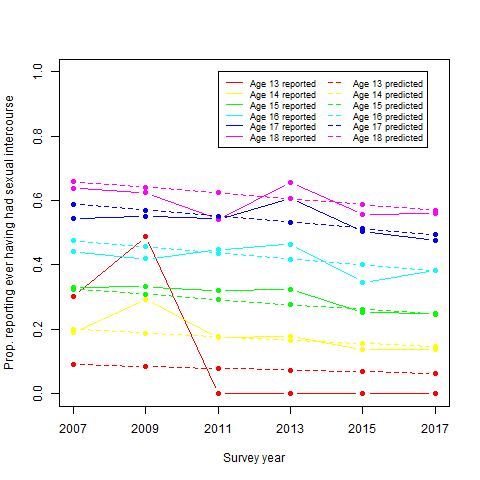 Prop. reporting ever having had sexual intercourse
1.0
0.8
0.6
0.4
0.2
0.0
Age 13 reported Age 13 predicted
Age 14 reported Age 14 predicted
Age 15 reported Age 15 predicted
Age 16 reported Age 16 predicted
Age 17 reported Age 17 predicted
Age 18 reported Age 18 predicted
2007 2009 2011 2013 2015 2017
Survey year